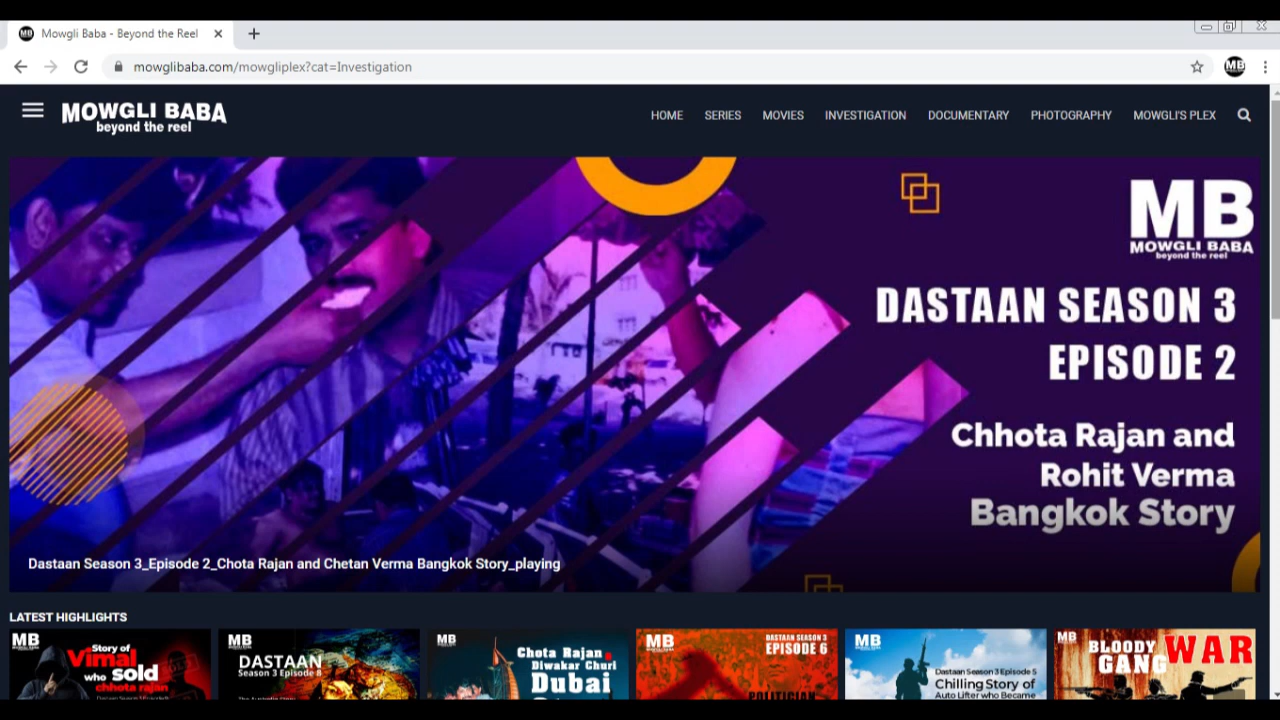 Mowgli Baba - Beyond the Reel
mowglibaba.com/mowgliplex?cat=Investigation
MB
MOWGLI BABA
beyond the reel
HOME SERIES MOVIES INVESTIGATION DOCUMENTARY PHOTOGRAPHY MOWGLI'S PLEX
MB
MOWGLI BABA
beyond the reel
DASTAAN SEASON 3
EPISODE 2
Chhota Rajan and
Rohit Verma
Bangkok Story
Dastaan Season 3_Episode 2_Chota Rajan and Chetan Verma Bangkok Story_playing
LATEST HIGHLIGHTS
MB
Story of
Vimal
who sold
chhota rajan
MB
DASTAAN
Season 3 Episode 8
MB
Chota Rajan
Diwakar Churi
Dubai
MB
DASTAAN SEASON 3
EPISODE 6
POLITICIAN
MB
Dastaan Season 3 Episode 5
Chilling Story of
Auto Lifter who Became
MB
BLOODY
GANG WAR